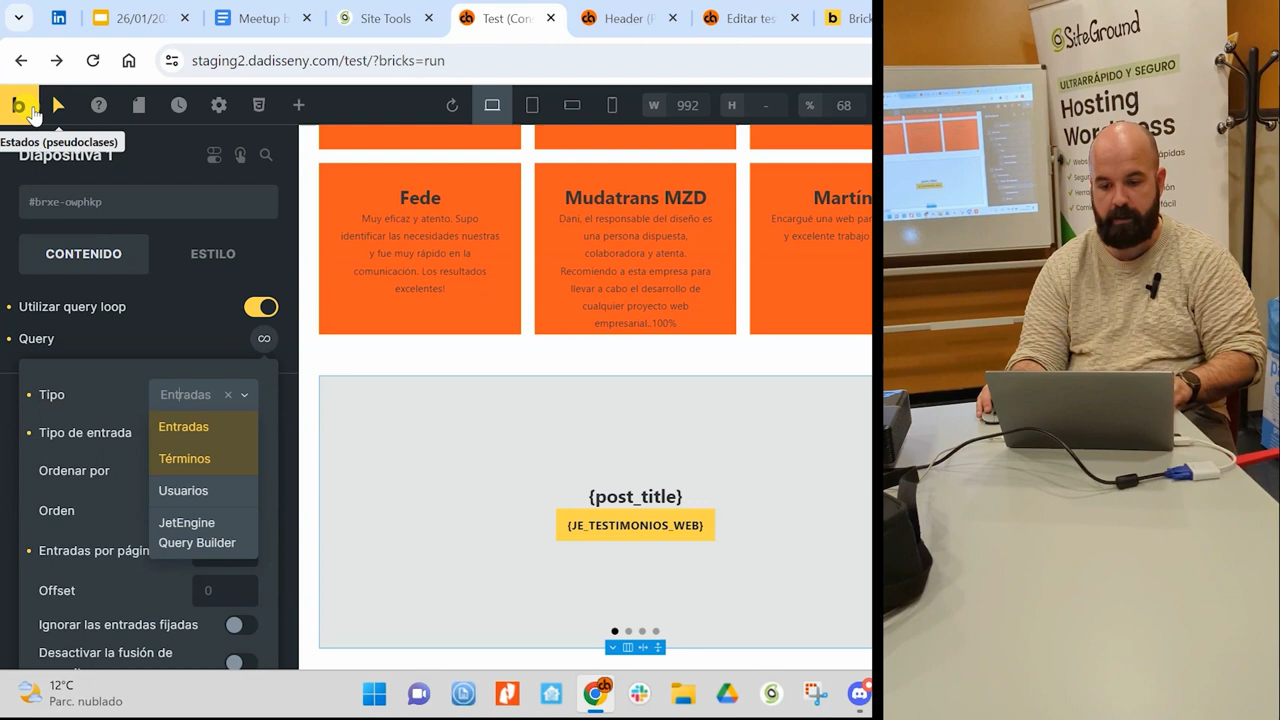 26/01/20
Meetup b
Site Tools
Test (Con
Header (
Editar tes
Brick
staging2.dadisseny.com/test/?bricks=run
b
W 992 H - % 68
Estados (pseudoclases)
Diapositiva 1
#brxe-owphkp
CONTENIDO
ESTILO
Utilizar query loop
Query
Tipo
Entradas
Entradas
Términos
Usuarios
JetEngine
Query Builder
Tipo de entrada
Ordenar por
Orden
Entradas por págin
Offset
0
Ignorar las entradas fijadas
Desactivar la fusión de
Fede
Muy eficaz y atento. Supo
identificar las necesidades nuestras
y fue muy rápido en la
comunicación. Los resultados
excelentes!
Mudatrans MZD
Dani, el responsable del diseño es
una persona dispuesta,
colaboradora y atenta.
Recomiendo a esta empresa para
llevar a cabo el desarrollo de
cualquier proyecto web
empresarial. 100%
Martín
Encargué una web par
y excelente trabajo
{post_title}
{JE_TESTIMONIOS_WEB}
12°C
Parc. nublado
SiteGround
ULTRARRÁPIDO Y SEGURO
Hosting
WordPress